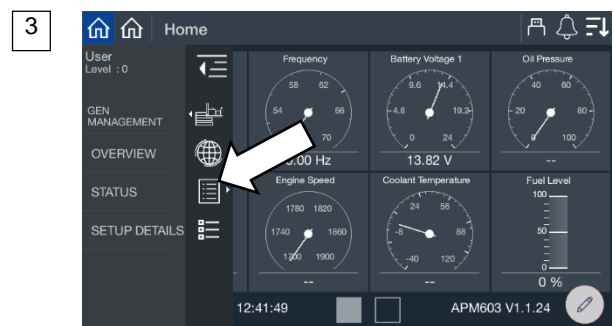 3
Home
User
Level : 0
GEN
MANAGEMENT
OVERVIEW
STATUS
SETUP DETAILS
Frequency
54 58 62 66 70
.00 Hz
Battery Voltage 1
0 4.8 9.6 14.4 19.2 24
13.82 V
Oil Pressure
0 20 40 60 80 100
--
Engine Speed
1700 1740 1780 1820 1860 1900
--
Coolant Temperature
-40 -8 24 56 88 120
--
Fuel Level
100
50
0
0 %
12:41:49
APM603 V1.1.24